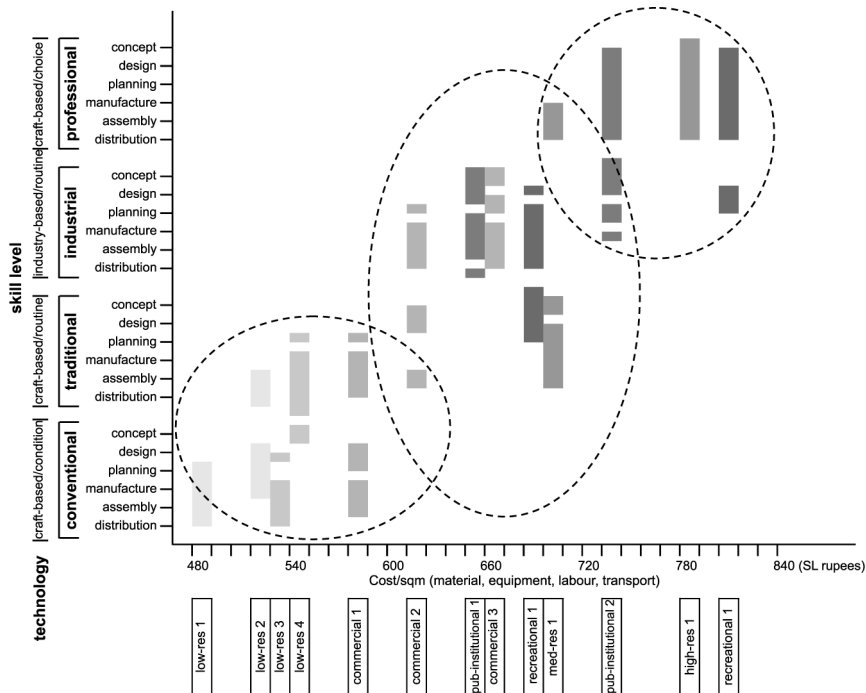 skill level
craft-based/choice
professional
concept
design
planning
manufacture
assembly
distribution
industry-based/routine
industrial
concept
design
planning
manufacture
assembly
distribution
craft-based/routine
traditional
concept
design
planning
manufacture
assembly
distribution
craft-based/condition
conventional
concept
design
planning
manufacture
assembly
distribution
480 540 600 660 720 780 840 (SL rupees)
Cost/sqm (material, equipment, labour, transport)
technology
low-res 1
low-res 2
low-res 3
low-res 4
commercial 1
commercial 2
pub-institutional 1
commercial 3
recreational 1
med-res 1
pub-institutional 2
high-res 1
recreational 1